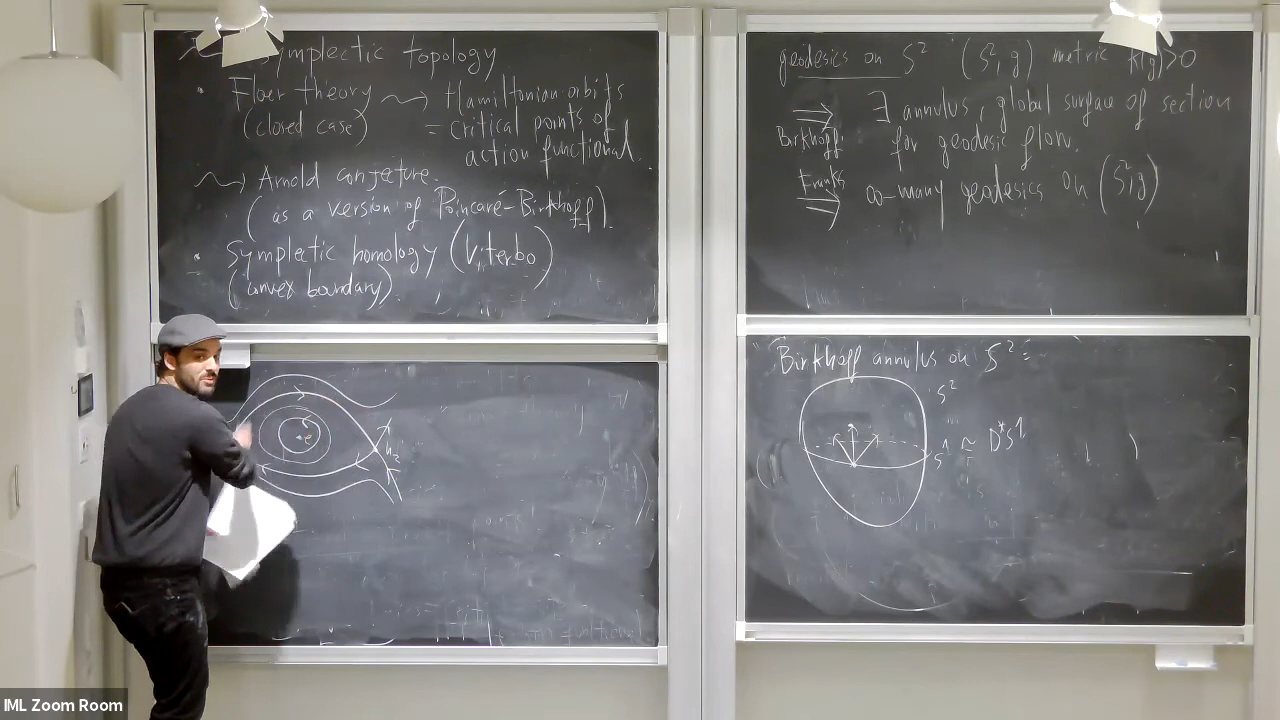 Symplectic topology
• Floer theory ⇝ Hamiltonian orbits
(closed case) = critical points of
action functional.
⇝ Arnold conjecture.
(as a version of Poincaré-Birkhoff)
• Symplectic homology (Viterbo)
(convex boundary).
geodesics on S² (S², g) metric K(g)>0
⇒ ∃ annulus, global surface of section
Birkhoff for geodesic flow.
Franks ⇒ ∞-many geodesics on (S², g)
Birkhoff annulus on S²:
S²
S¹ D*S¹
e
h₂
IML Zoom Room